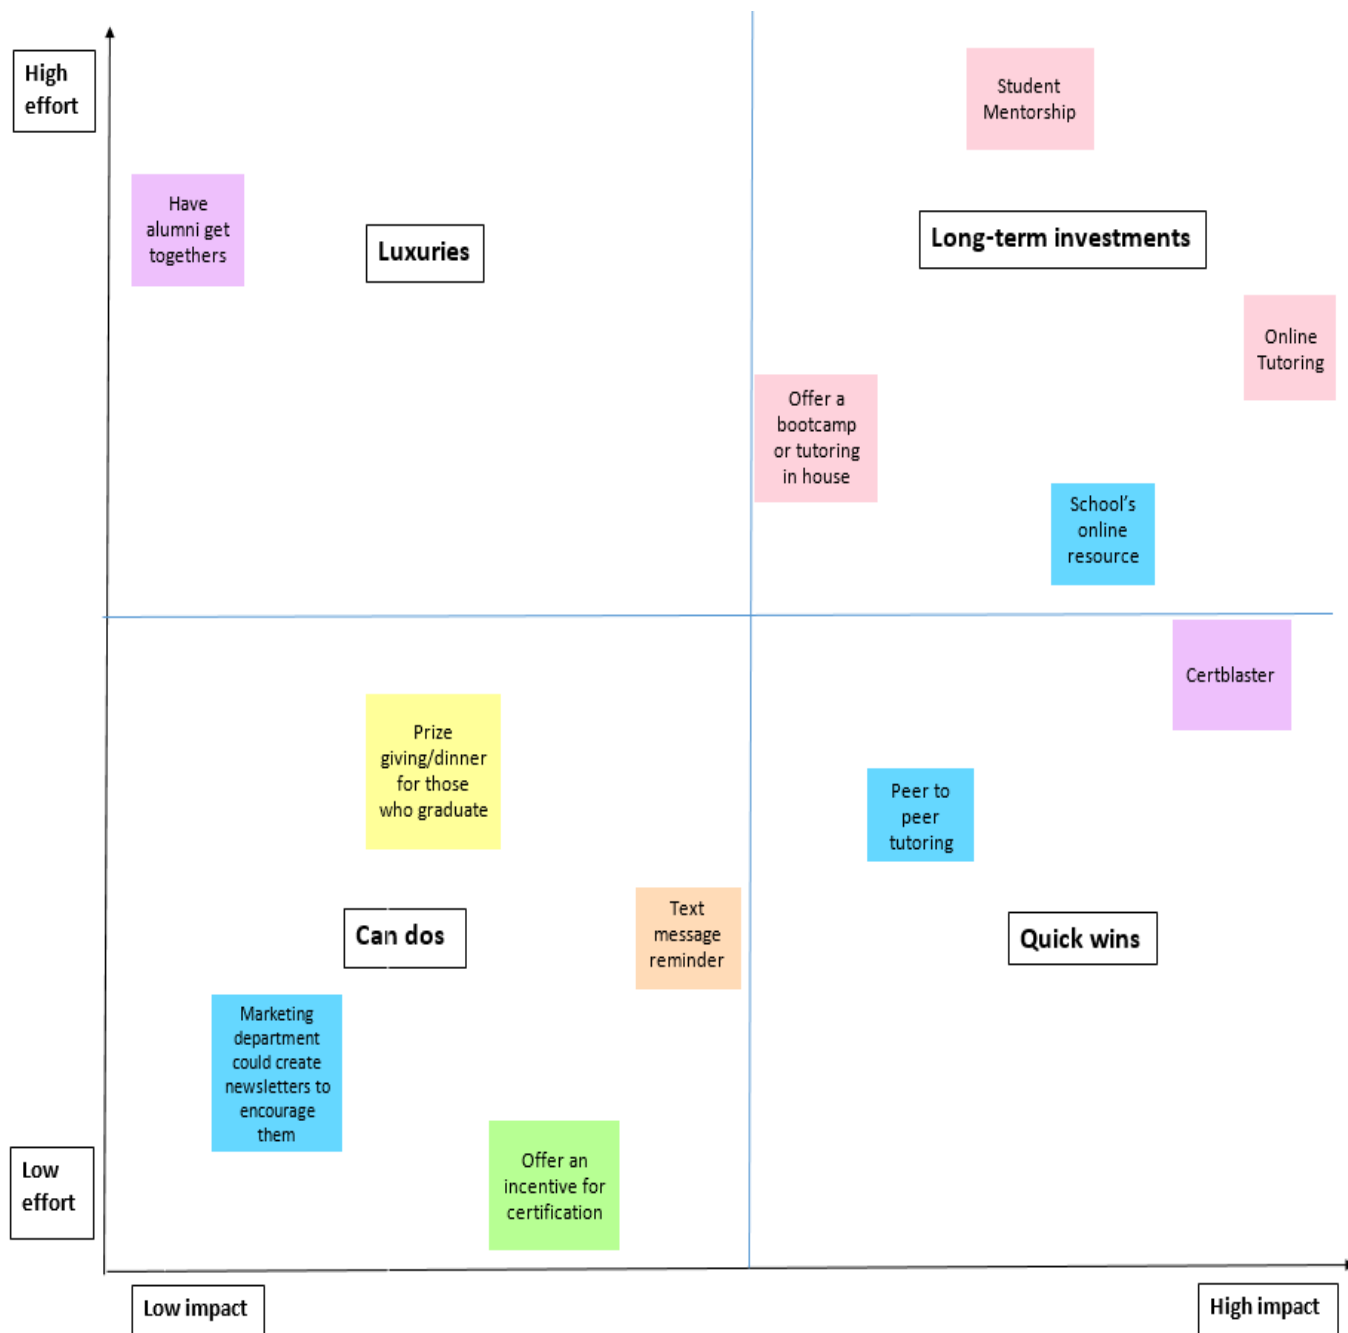 High
effort
Student
Mentorship
Have
alumni get
togethers
Luxuries
Long-term investments
Online
Tutoring
Offer a
bootcamp
or tutoring
in house
School’s
online
resource
Certblaster
Prize
giving/dinner
for those
who graduate
Peer to
peer
tutoring
Text
message
reminder
Can dos
Quick wins
Marketing
department
could create
newsletters to
encourage
them
Offer an
incentive for
certification
Low
effort
Low impact
High impact